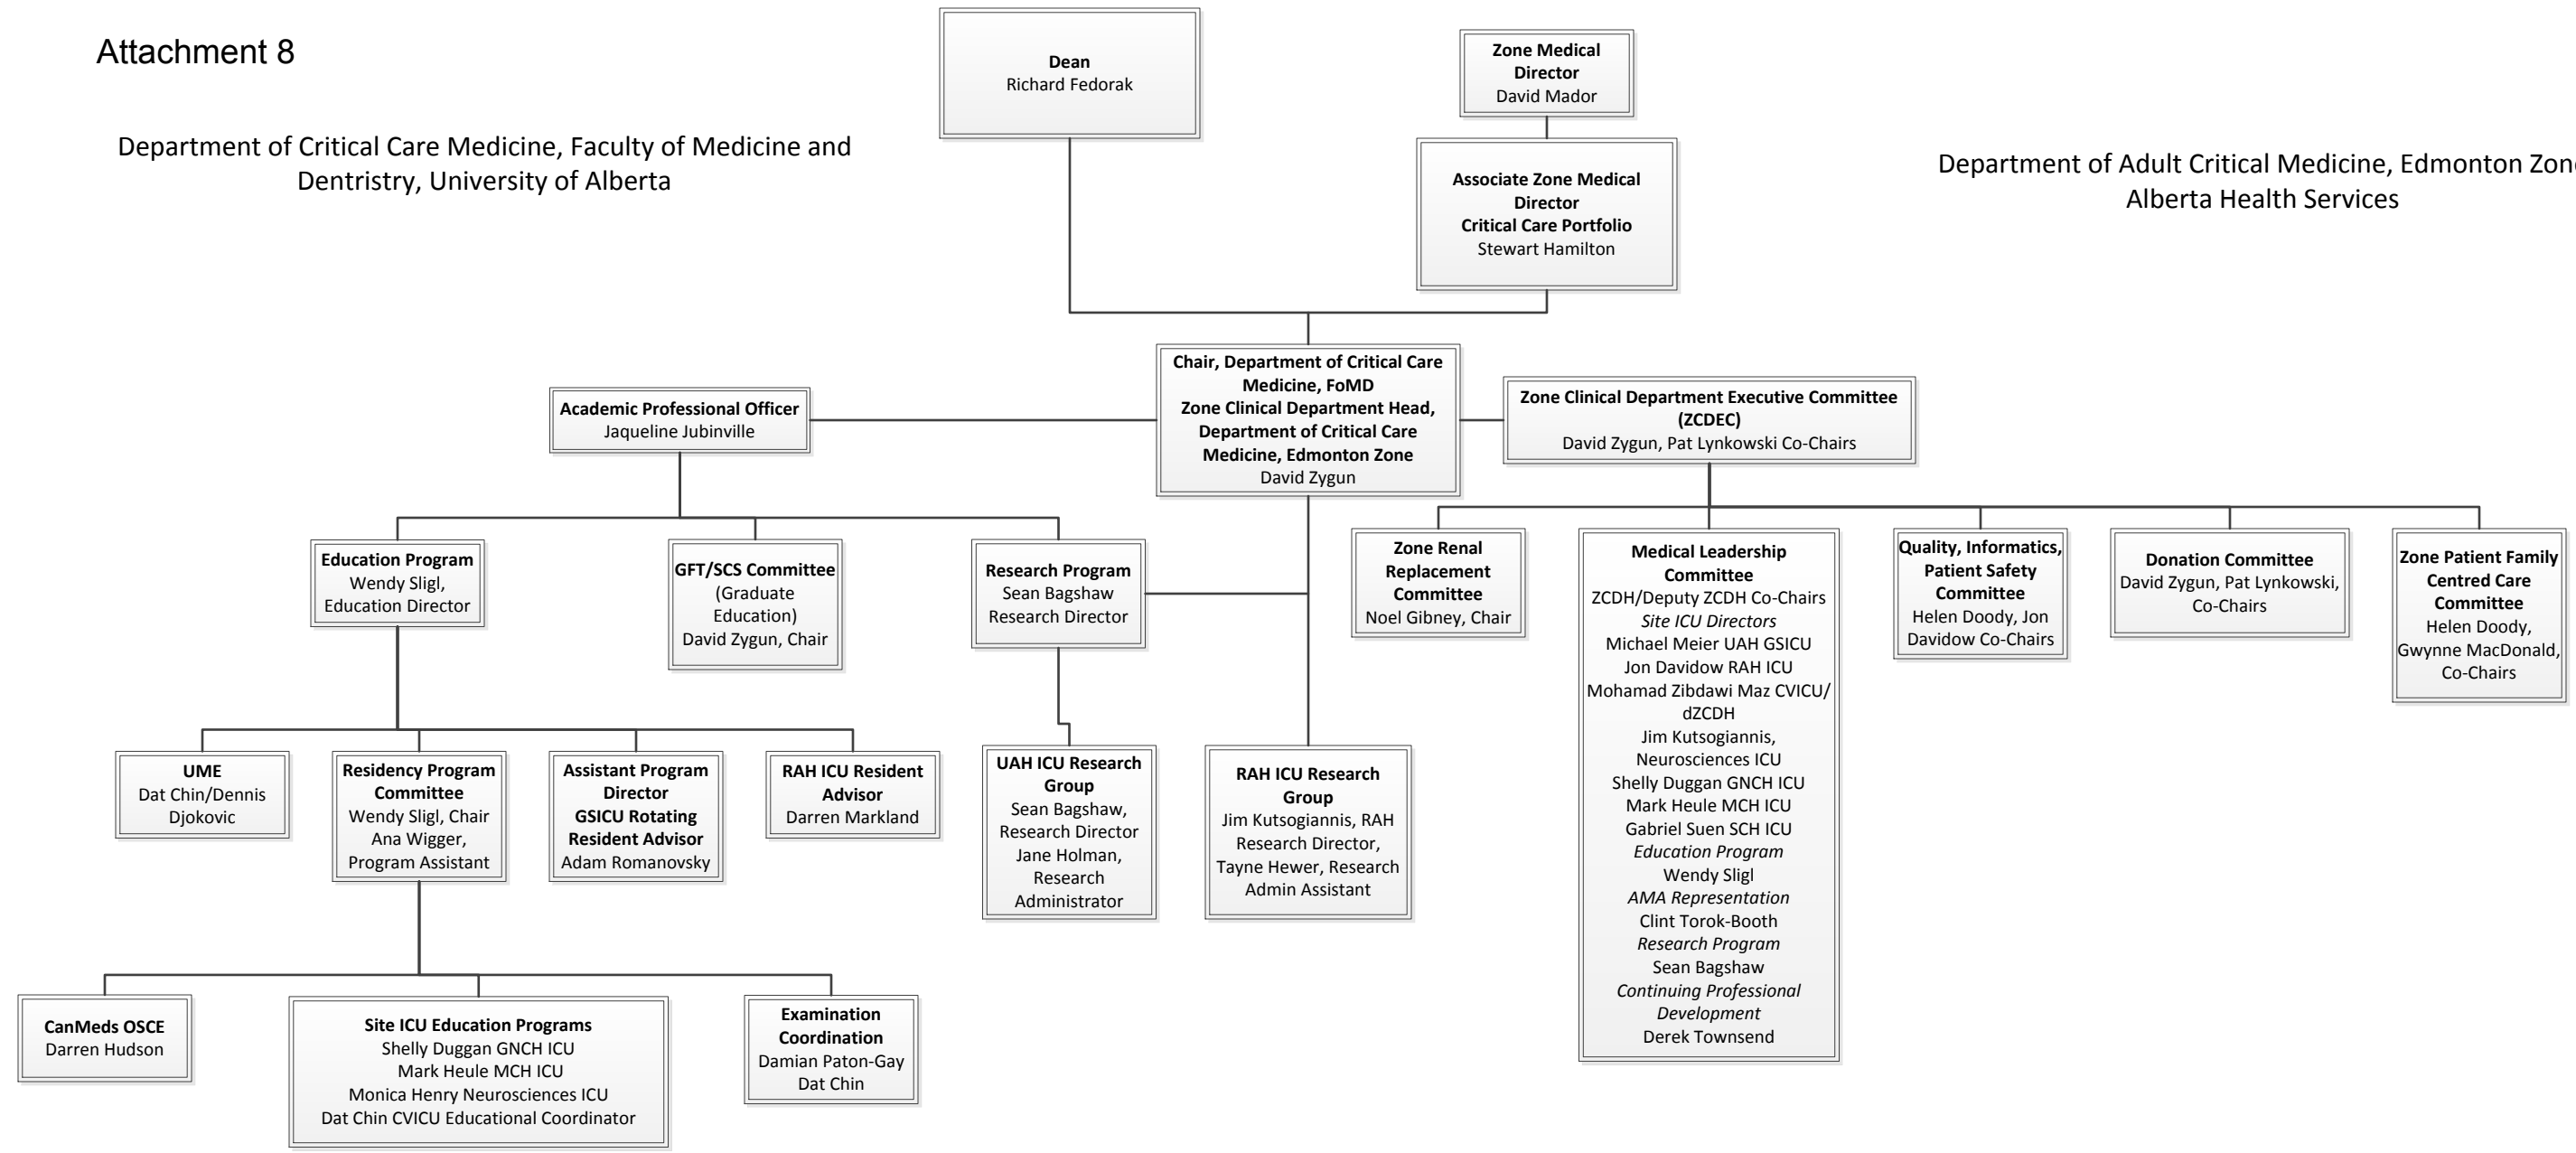 Attachment 8
Department of Critical Care Medicine, Faculty of Medicine and
Dentristry, University of Alberta
Dean
Richard Fedorak
Zone Medical
Director
David Mador
Associate Zone Medical
Director
Critical Care Portfolio
Stewart Hamilton
Department of Adult Critical Medicine, Edmonton Zon
Alberta Health Services
Academic Professional Officer
Jaqueline Jubinville
Chair, Department of Critical Care
Medicine, FoMD
Zone Clinical Department Head,
Department of Critical Care
Medicine, Edmonton Zone
David Zygun
Zone Clinical Department Executive Committee
(ZCDEC)
David Zygun, Pat Lynkowski Co-Chairs
Education Program
Wendy Sligl,
Education Director
GFT/SCS Committee
(Graduate
Education)
David Zygun, Chair
Research Program
Sean Bagshaw
Research Director
Zone Renal
Replacement
Committee
Noel Gibney, Chair
Medical Leadership
Committee
ZCDH/Deputy ZCDH Co-Chairs
Site ICU Directors
Michael Meier UAH GSICU
Jon Davidow RAH ICU
Mohamad Zibdawi Maz CVICU/
dZCDH
Jim Kutsogiannis,
Neurosciences ICU
Shelly Duggan GNCH ICU
Mark Heule MCH ICU
Gabriel Suen SCH ICU
Education Program
Wendy Sligl
AMA Representation
Clint Torok-Booth
Research Program
Sean Bagshaw
Continuing Professional
Development
Derek Townsend
Quality, Informatics,
Patient Safety
Committee
Helen Doody, Jon
Davidow Co-Chairs
Donation Committee
David Zygun, Pat Lynkowski,
Co-Chairs
Zone Patient Family
Centred Care
Committee
Helen Doody,
Gwynne MacDonald,
Co-Chairs
UME
Dat Chin/Dennis
Djokovic
Residency Program
Committee
Wendy Sligl, Chair
Ana Wigger,
Program Assistant
Assistant Program
Director
GSICU Rotating
Resident Advisor
Adam Romanovsky
RAH ICU Resident
Advisor
Darren Markland
UAH ICU Research
Group
Sean Bagshaw,
Research Director
Jane Holman,
Research
Administrator
RAH ICU Research
Group
Jim Kutsogiannis, RAH
Research Director,
Tayne Hewer, Research
Admin Assistant
CanMeds OSCE
Darren Hudson
Site ICU Education Programs
Shelly Duggan GNCH ICU
Mark Heule MCH ICU
Monica Henry Neurosciences ICU
Dat Chin CVICU Educational Coordinator
Examination
Coordination
Damian Paton-Gay
Dat Chin